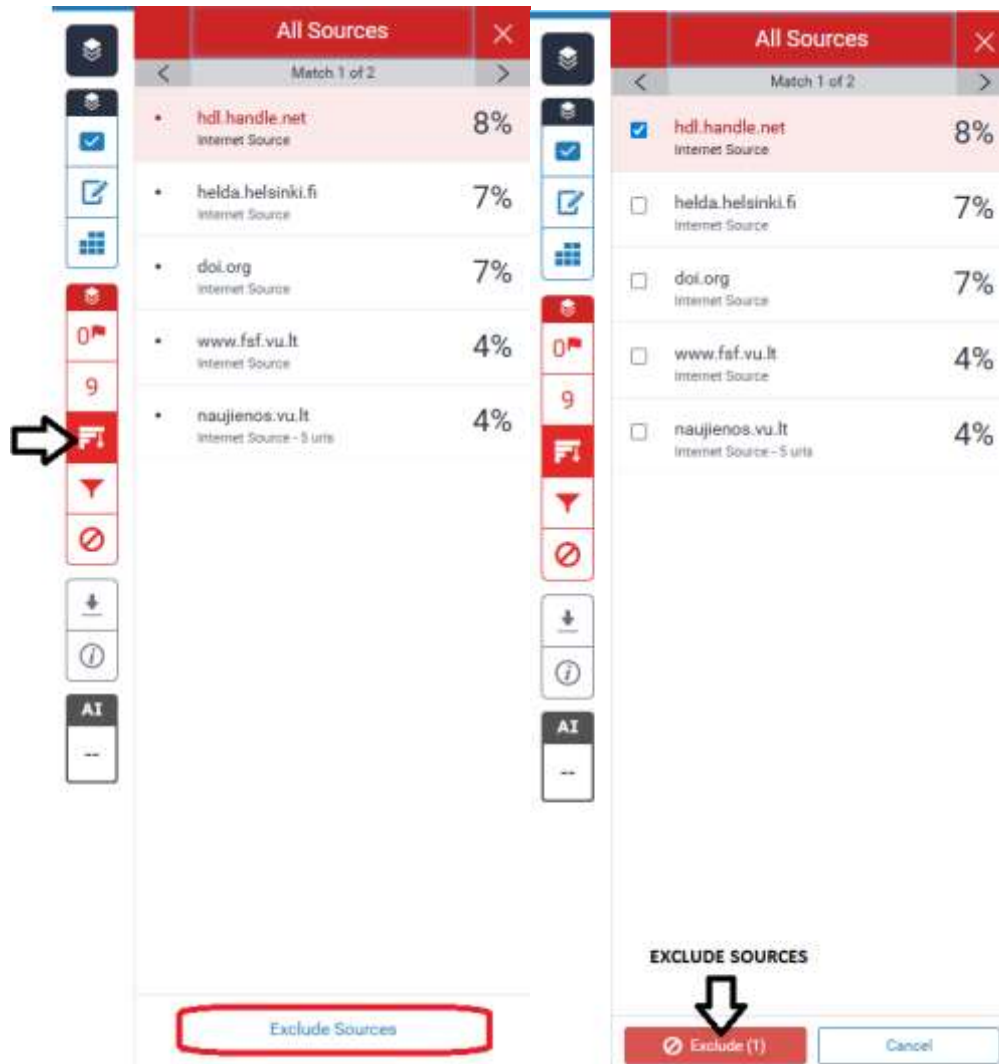 All Sources
Match 1 of 2
hdl.handle.net
Internet Source
8%
helda.helsinki.fi
Internet Source
7%
doi.org
Internet Source
7%
www.fsf.vu.lt
Internet Source
4%
naujienos.vu.lt
Internet Source - 5 urls
4%
0
9
AI
--
Exclude Sources
All Sources
Match 1 of 2
hdl.handle.net
Internet Source
8%
helda.helsinki.fi
Internet Source
7%
doi.org
Internet Source
7%
www.fsf.vu.lt
Internet Source
4%
naujienos.vu.lt
Internet Source - 5 urls
4%
0
9
AI
--
EXCLUDE SOURCES
Exclude (1)
Cancel